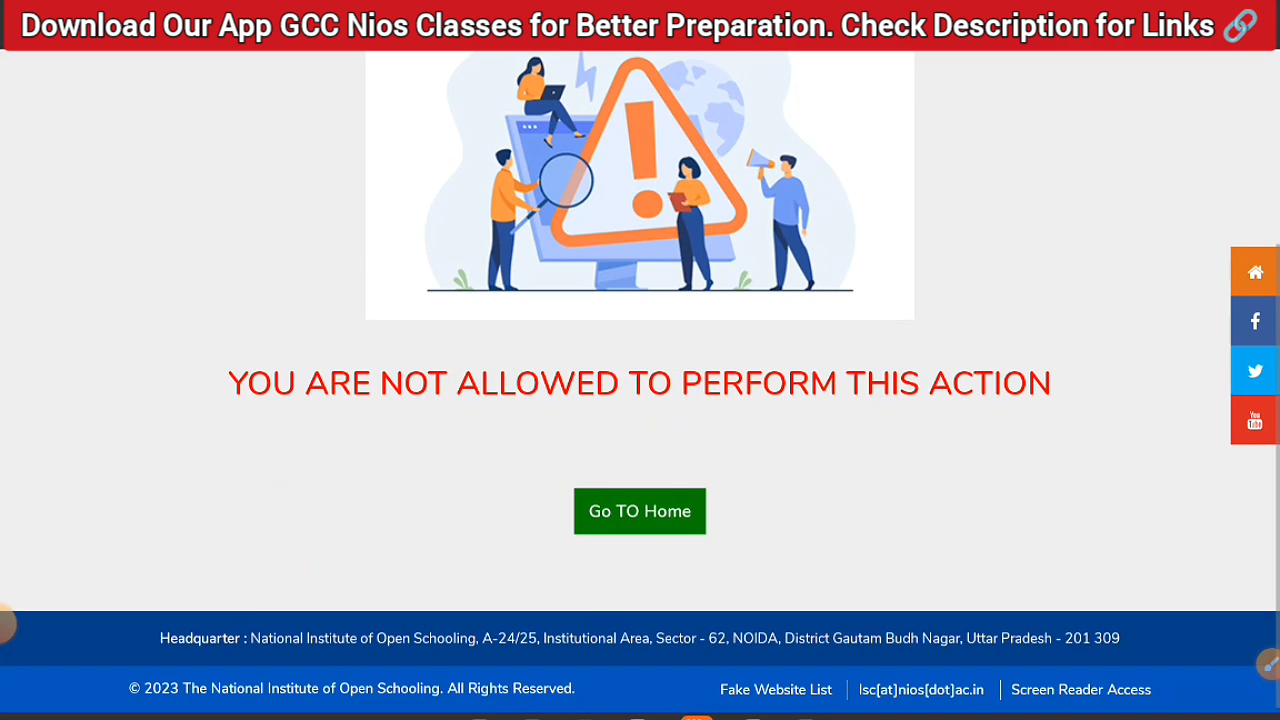 Download Our App GCC Nios Classes for Better Preparation. Check Description for Links 🔗
YOU ARE NOT ALLOWED TO PERFORM THIS ACTION
You Tube
Go TO Home
Headquarter : National Institute of Open Schooling, A-24/25, Institutional Area, Sector - 62, NOIDA, District Gautam Budh Nagar, Uttar Pradesh - 201 309
© 2023 The National Institute of Open Schooling. All Rights Reserved.
Fake Website List
lsc[at]nios[dot]ac.in
Screen Reader Access